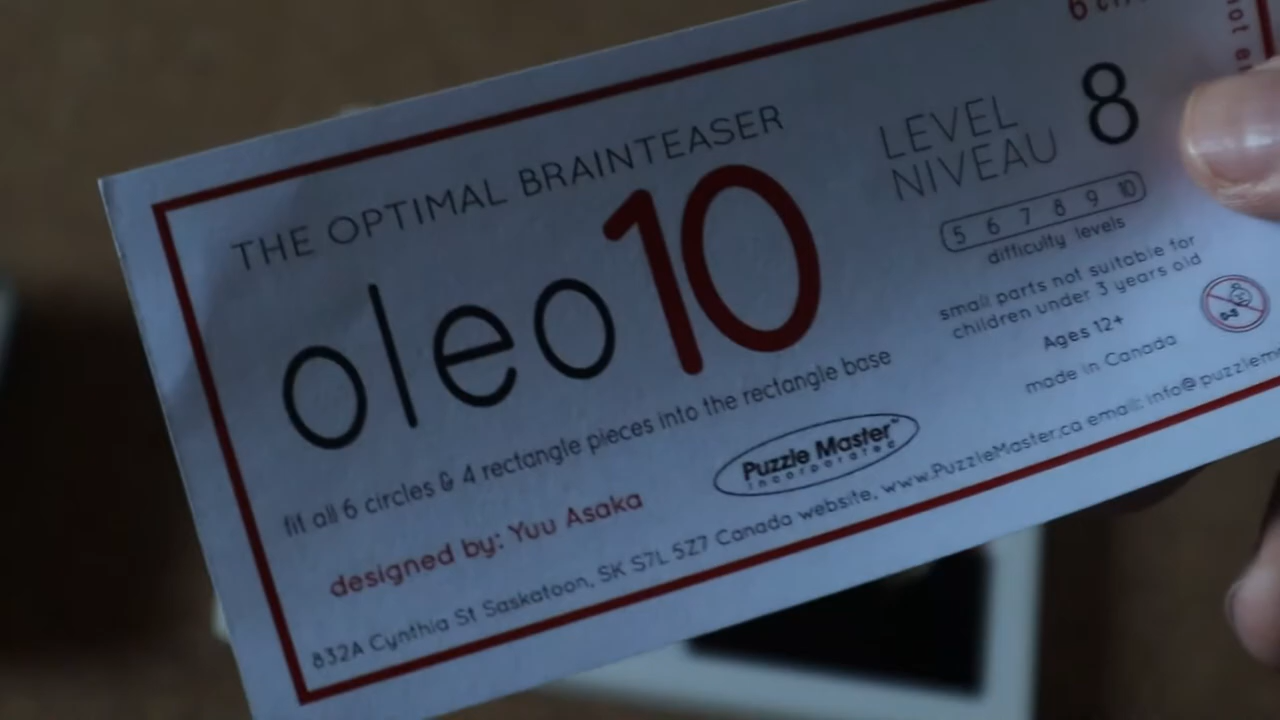 THE OPTIMAL BRAINTEASER
oleo10
fit all 6 circles & 4 rectangle pieces into the rectangle base
designed by: Yuu Asaka
Puzzle Master™
incorporated
832A Cynthia St Saskatoon, SK S7L 5Z7 Canada website, www.PuzzleMaster.ca email: info@puzzlem
LEVEL
NIVEAU
8
5 6 7 8 9 10
difficulty levels
small parts not suitable for
children under 3 years old
Ages 12+
made in Canada
6